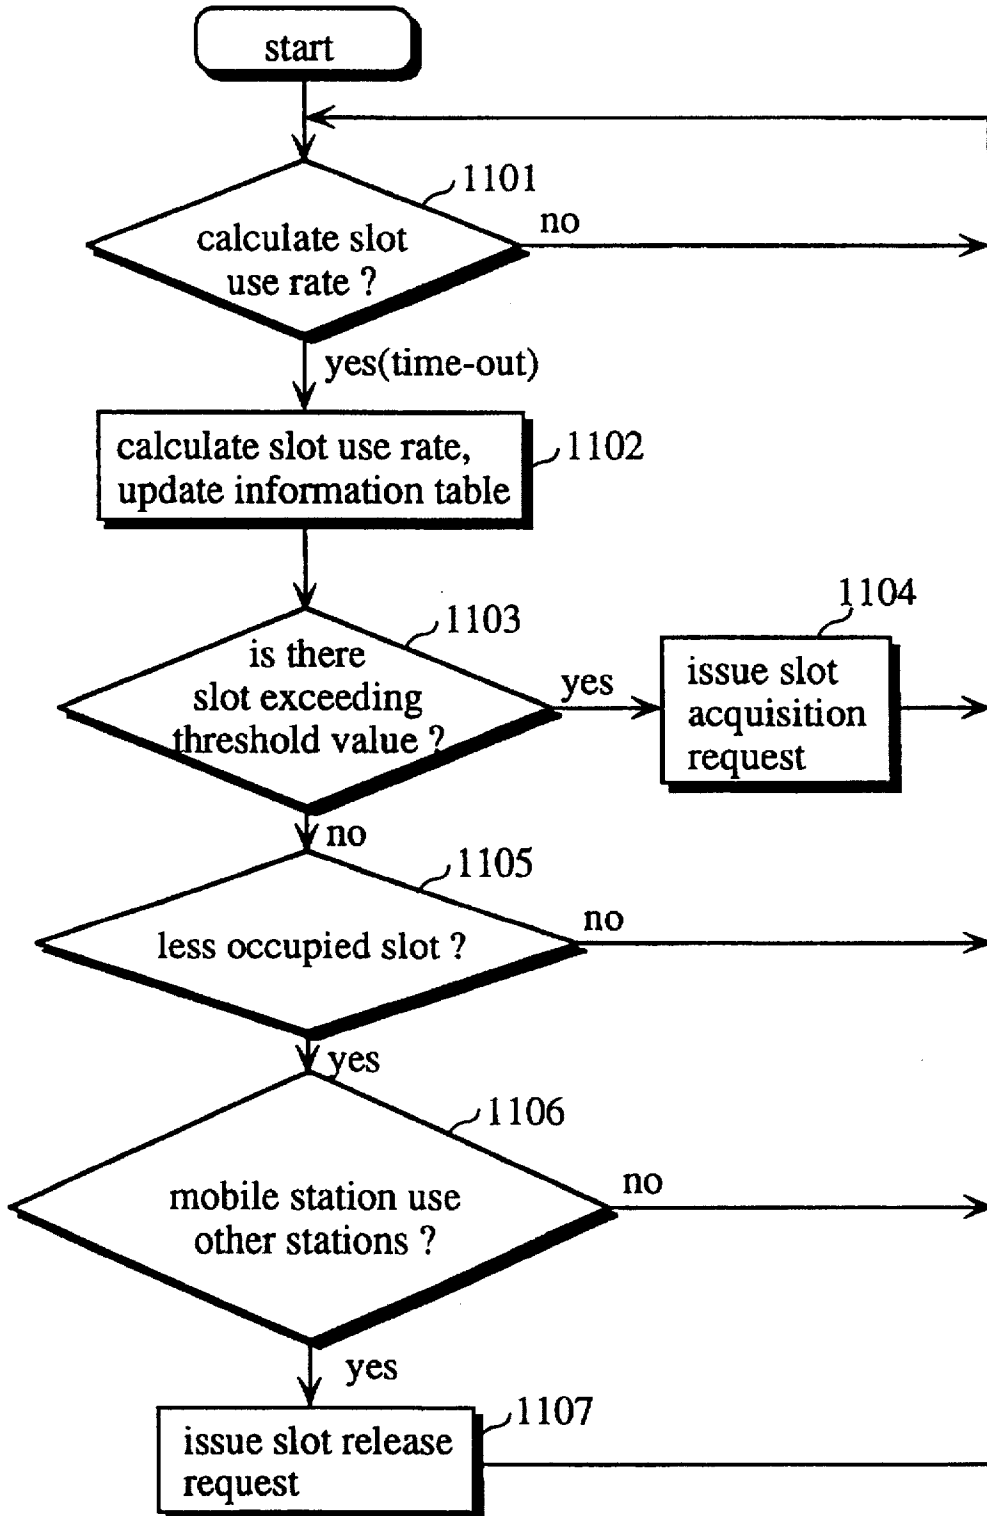 start
1101
calculate slot
use rate ?
no
yes(time-out)
calculate slot use rate,
update information table
1102
1103
is there
slot exceeding
threshold value ?
yes
1104
issue slot
acquisition
request
no
1105
less occupied slot ?
no
yes
1106
mobile station use
other stations ?
no
yes
1107
issue slot release
request